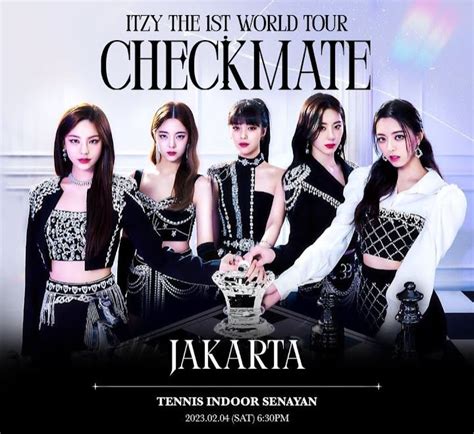 ITZY THE 1ST WORLD TOUR
CHECKMATE
JAKARTA
TENNIS INDOOR SENAYAN
2023.02.04 (SAT) 6:30PM